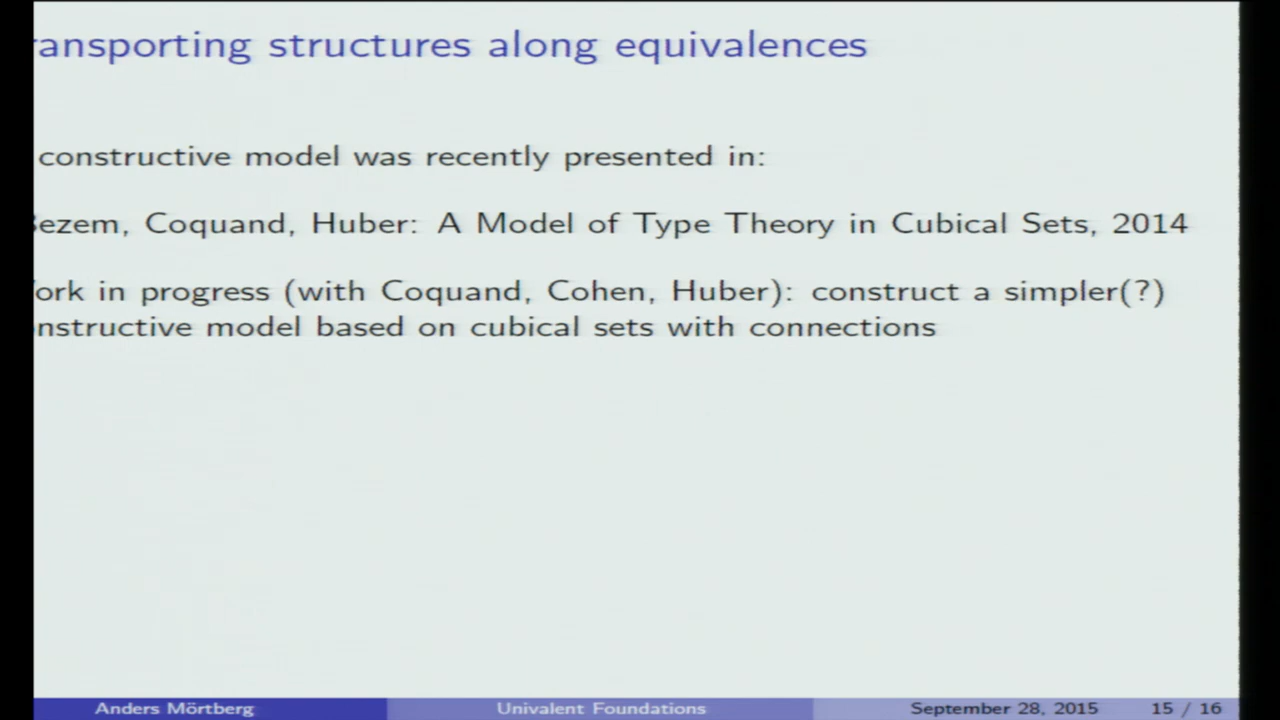 ransporting structures along equivalences
constructive model was recently presented in:
Bezem, Coquand, Huber: A Model of Type Theory in Cubical Sets, 2014
ork in progress (with Coquand, Cohen, Huber): construct a simpler(?)
onstructive model based on cubical sets with connections
Anders Mörtberg Univalent Foundations September 28, 2015 15 / 16